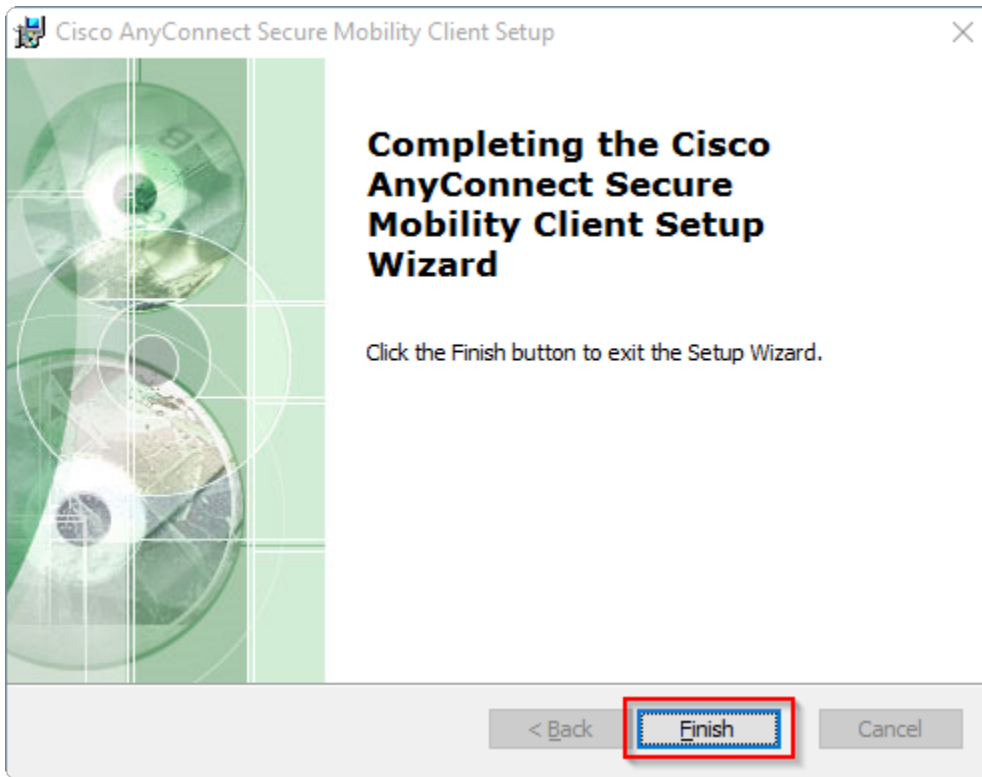 Cisco AnyConnect Secure Mobility Client Setup
Completing the Cisco
AnyConnect Secure
Mobility Client Setup
Wizard
Click the Finish button to exit the Setup Wizard.
< Back Finish Cancel